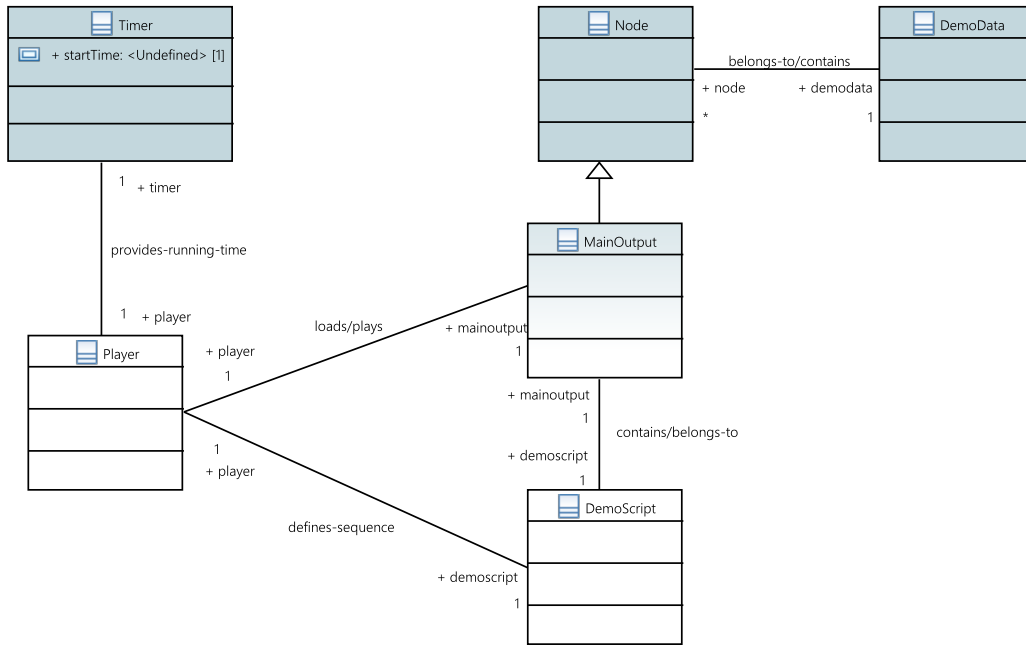 Timer
+ startTime: <Undefined> [1]
Node
DemoData
belongs-to/contains
+ node
+ demodata
*
1
1
+ timer
provides-running-time
1
+ player
Player
MainOutput
loads/plays
+ player
1
+ mainoutput
1
+ mainoutput
1
contains/belongs-to
+ demoscript
1
1
+ player
defines-sequence
DemoScript
+ demoscript
1